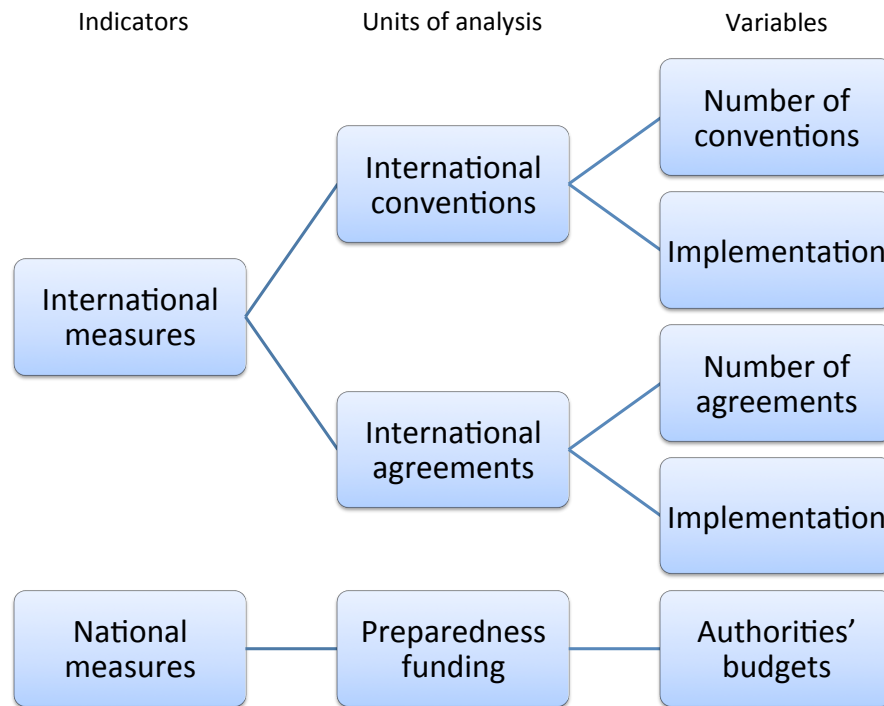 Indicators
Units of analysis
Variables
Number of
conventions
International
conventions
Implementation
International
measures
Number of
agreements
International
agreements
Implementation
National
measures
Preparedness
funding
Authorities’
budgets